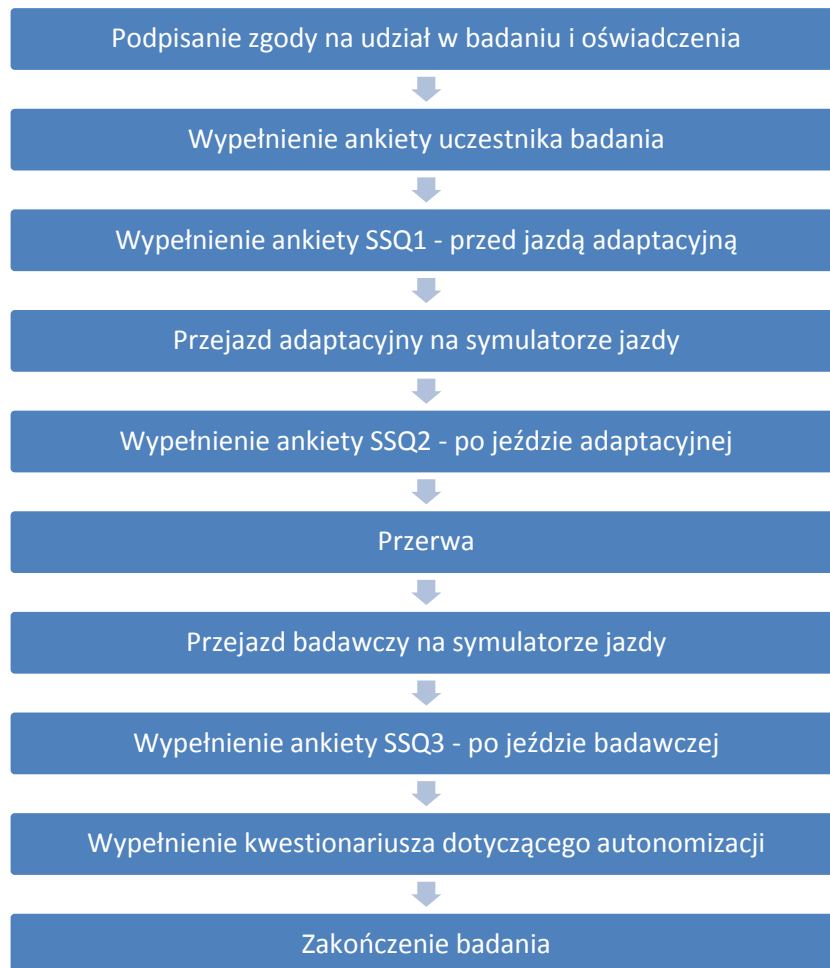 Podpisanie zgody na udział w badaniu i oświadczenia
Wypełnienie ankiety uczestnika badania
Wypełnienie ankiety SSQ1 - przed jazdą adaptacyjną
Przejazd adaptacyjny na symulatorze jazdy
Wypełnienie ankiety SSQ2 - po jeździe adaptacyjnej
Przerwa
Przejazd badawczy na symulatorze jazdy
Wypełnienie ankiety SSQ3 - po jeździe badawczej
Wypełnienie kwestionariusza dotyczącego autonomizacji
Zakończenie badania